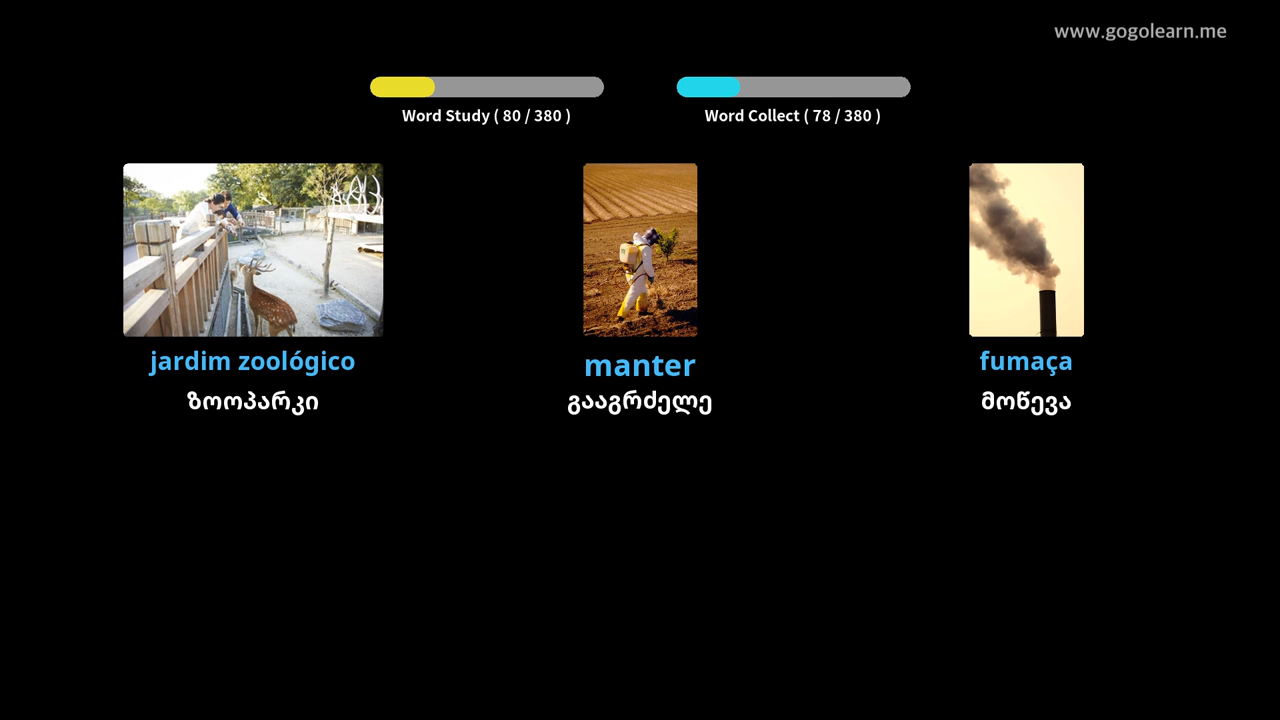 www.gogolearn.me
Word Study ( 80 / 380 )
Word Collect ( 78 / 380 )
jardim zoológico
manter
fumaça
ზოოპარკი
გააგრძელე
მოწევა